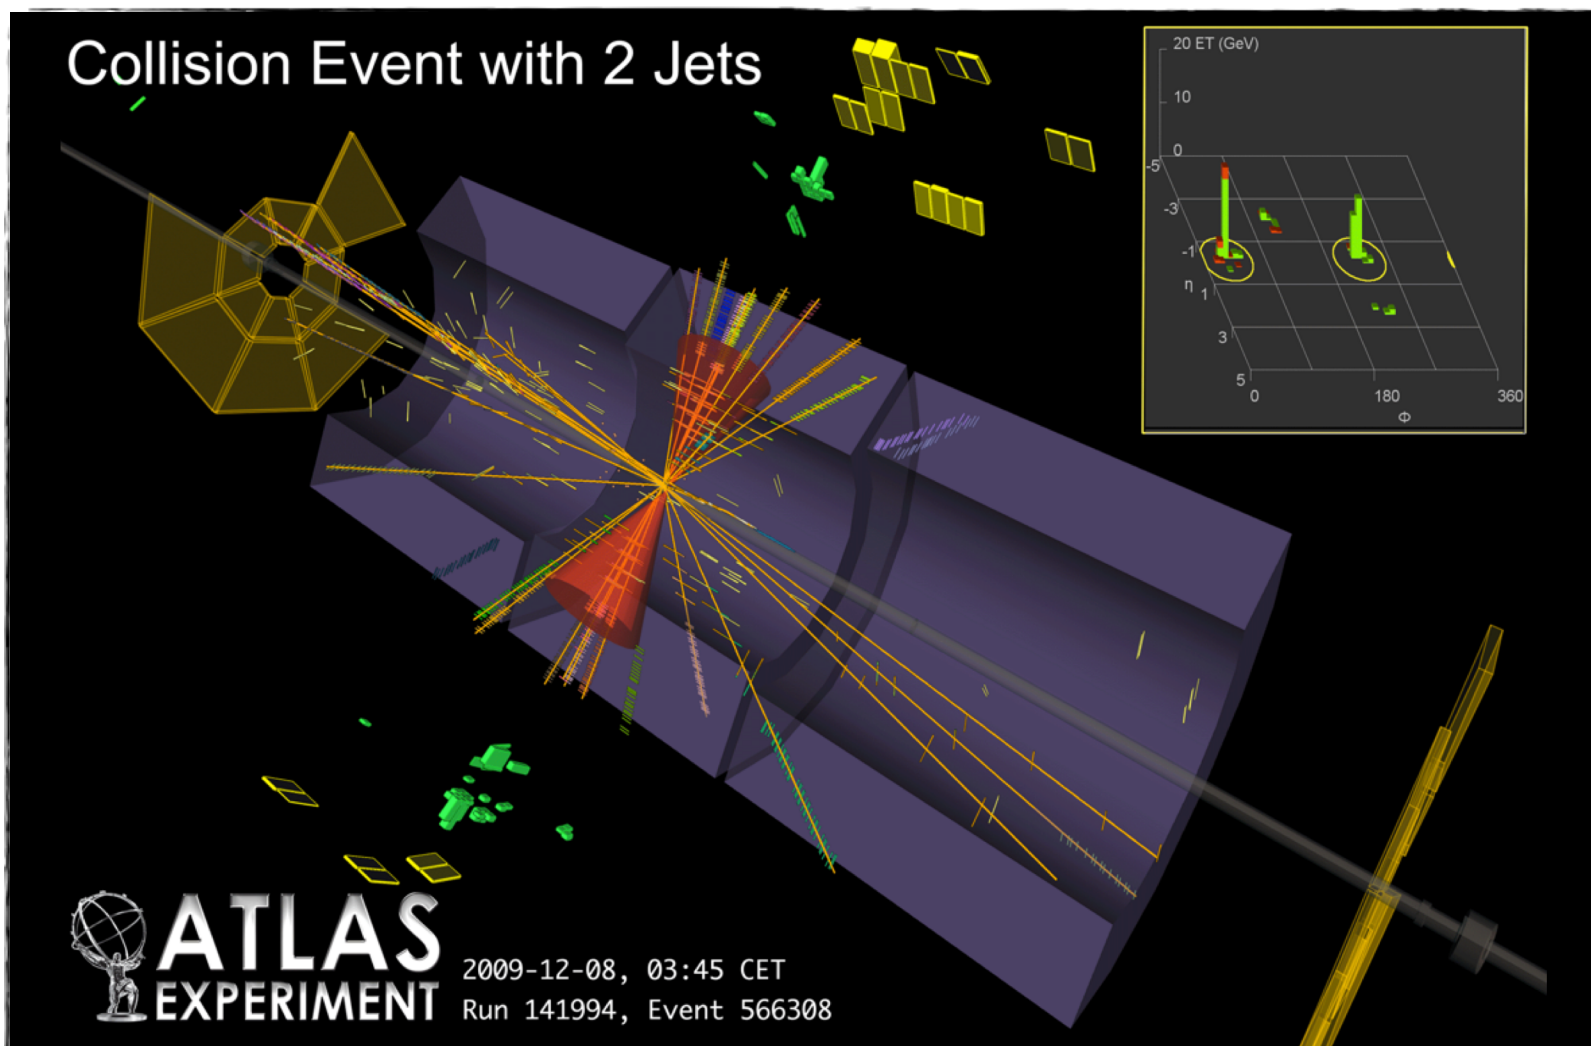 Collision Event with 2 Jets
20 ET (GeV)
10
0
-5
-3
-1
η
1
3
5
0
180
360
Φ
ATLAS
EXPERIMENT
2009-12-08, 03:45 CET
Run 141994, Event 566308